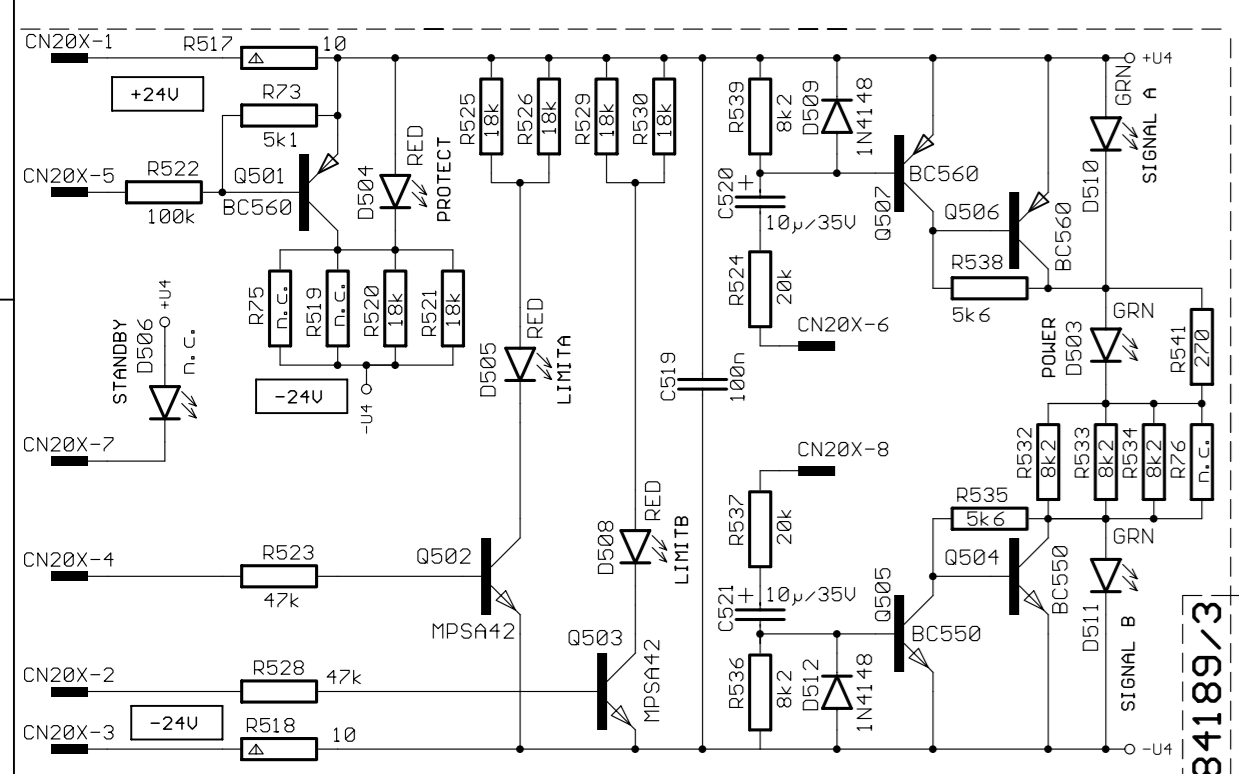 CN20X-1
R517
10
+24V
R73
5k1
CN20X-5
R522
100k
Q501
BC560
D504
RED
PROTECT
R525
18k
R526
18k
R529
18k
R530
18k
R539
8k2
D509
1N4148
C520
+
10µ/35V
Q507
BC560
Q506
BC560
R538
5k6
GRN
SIGNAL A
D510
+U4
R524
20k
CN20X-6
STANDBY
D506
+U4
n.c.
R75
n.c.
R519
n.c.
R520
18k
R521
18k
-24V
-U4
RED
D505
LIMITA
C519
100n
POWER
D503
GRN
R541
270
CN20X-7
CN20X-8
R532
8k2
R533
8k2
R534
8k2
R76
n.c.
R537
20k
R535
5k6
RED
D508
LIMITB
CN20X-4
R523
47k
Q502
MPSA42
C521
+
10µ/35V
Q505
BC550
Q504
BC550
GRN
D511
SIGNAL B
Q503
MPSA42
CN20X-2
R528
47k
R536
8k2
D512
1N4148
CN20X-3
-24V
R518
10
-U4
84189/3